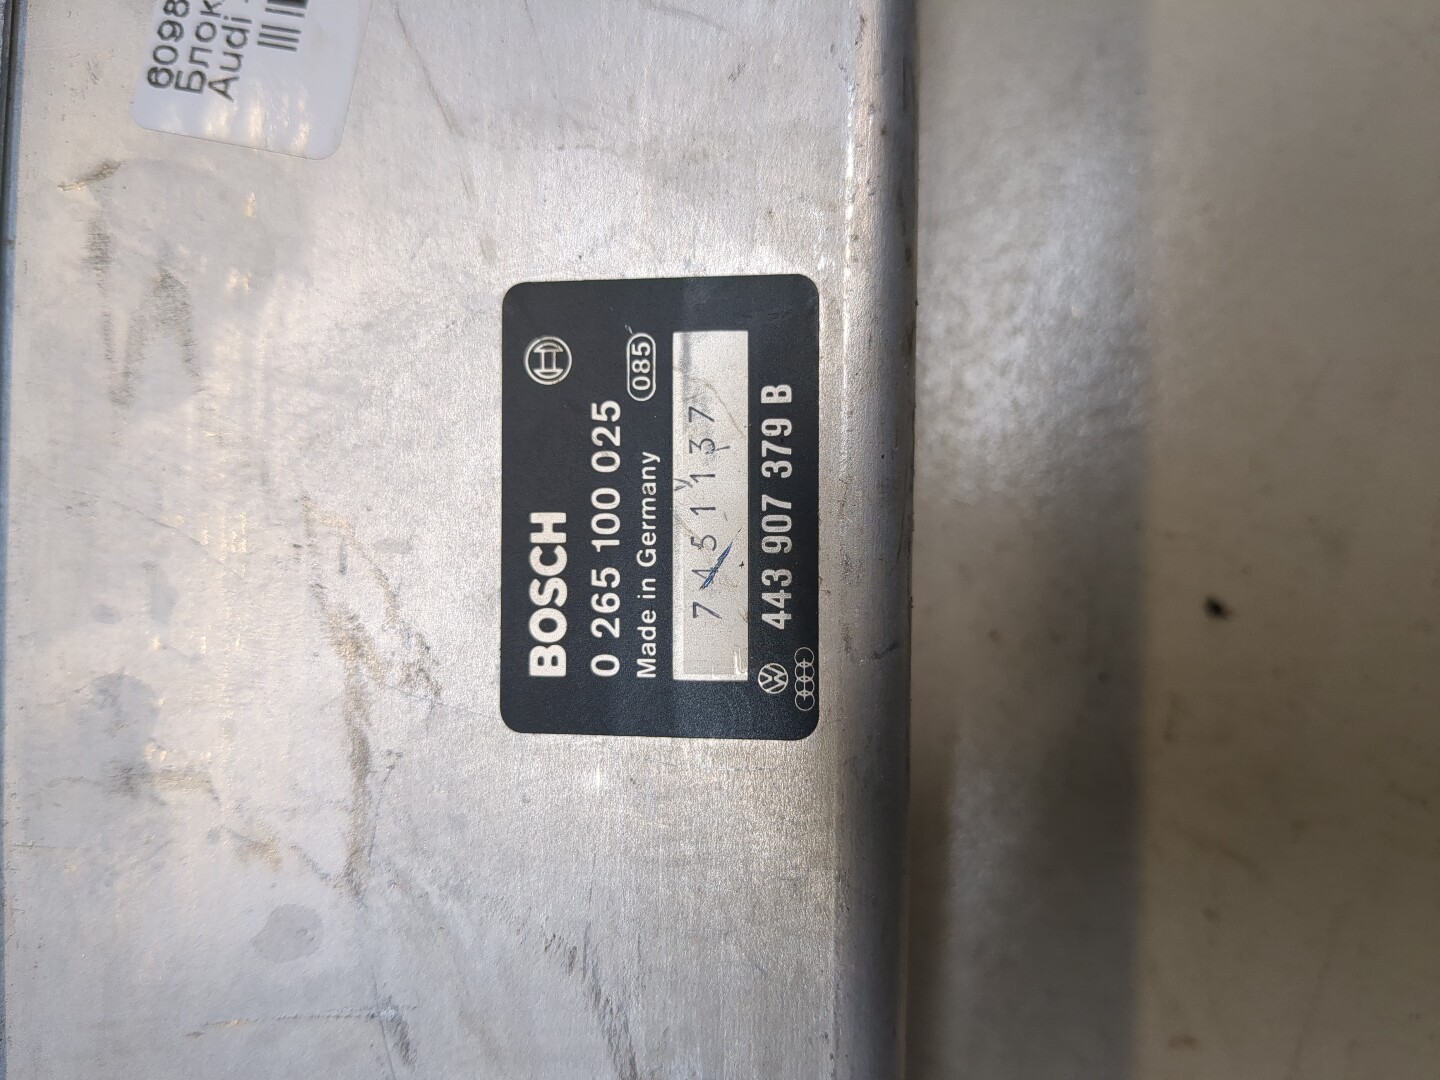 6098
Блок
Audi
BOSCH
0 265 100 025
Made in Germany
085
7451137
443 907 379 B